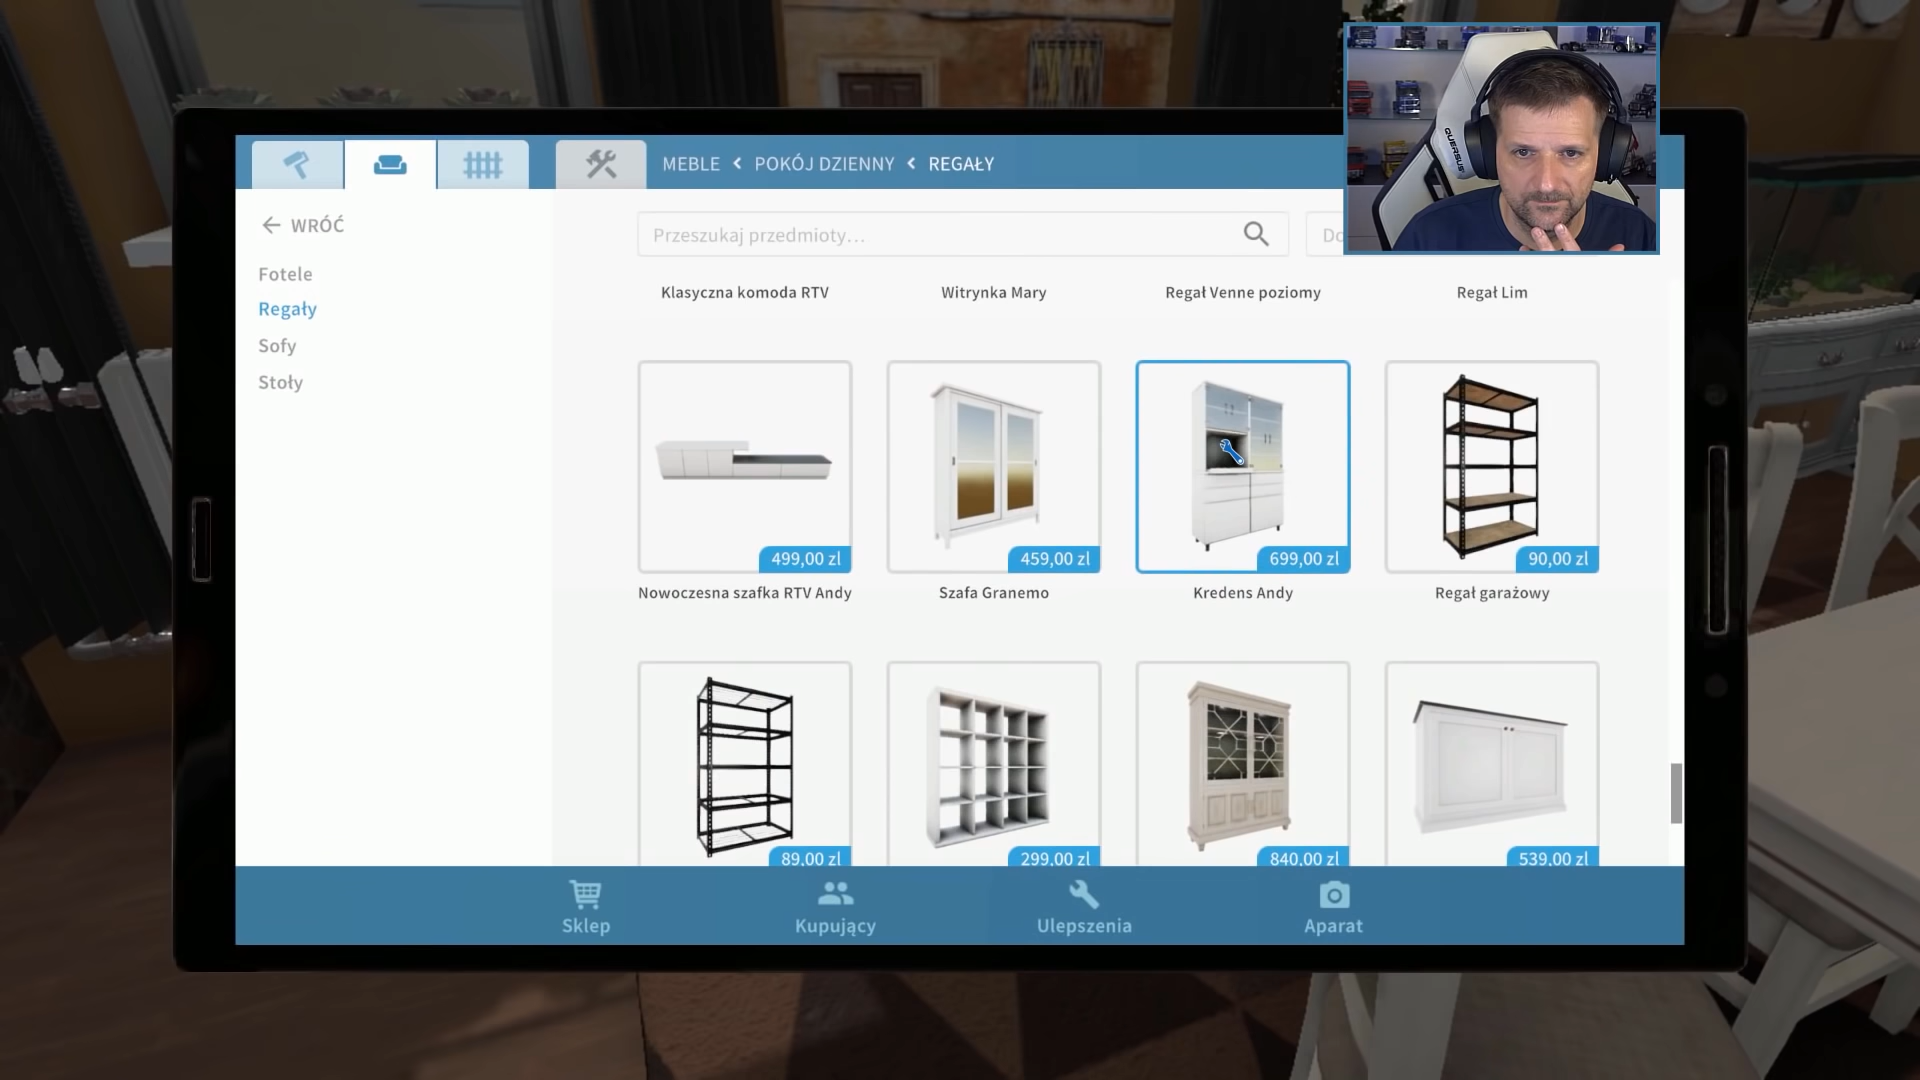 MEBLE < POKÓJ DZIENNY < REGAŁY
WRÓĆ
Przeszukaj przedmioty...
Do
Fotele
Regały
Sofy
Stoły
Klasyczna komoda RTV
Witrynka Mary
Regał Venne poziomy
Regał Lim
499,00 zl
459,00 zl
699,00 zl
90,00 zl
Nowoczesna szafka RTV Andy
Szafa Granemo
Kredens Andy
Regał garażowy
89,00 zl
299,00 zl
840,00 zl
539,00 zl
Sklep
Kupujący
Ulepszenia
Aparat
QUERSUS